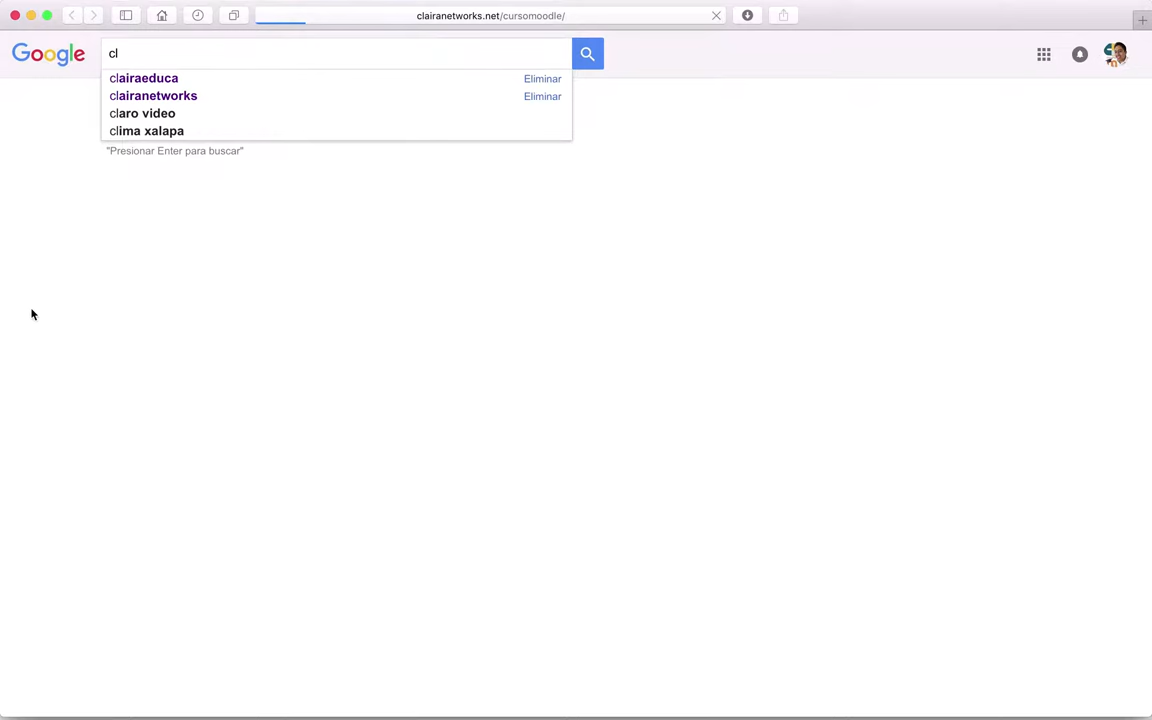 clairanetworks.net/cursomoodle/
Google
cl
clairaeduca Eliminar
clairanetworks Eliminar
claro video
clima xalapa
"Presionar Enter para buscar"